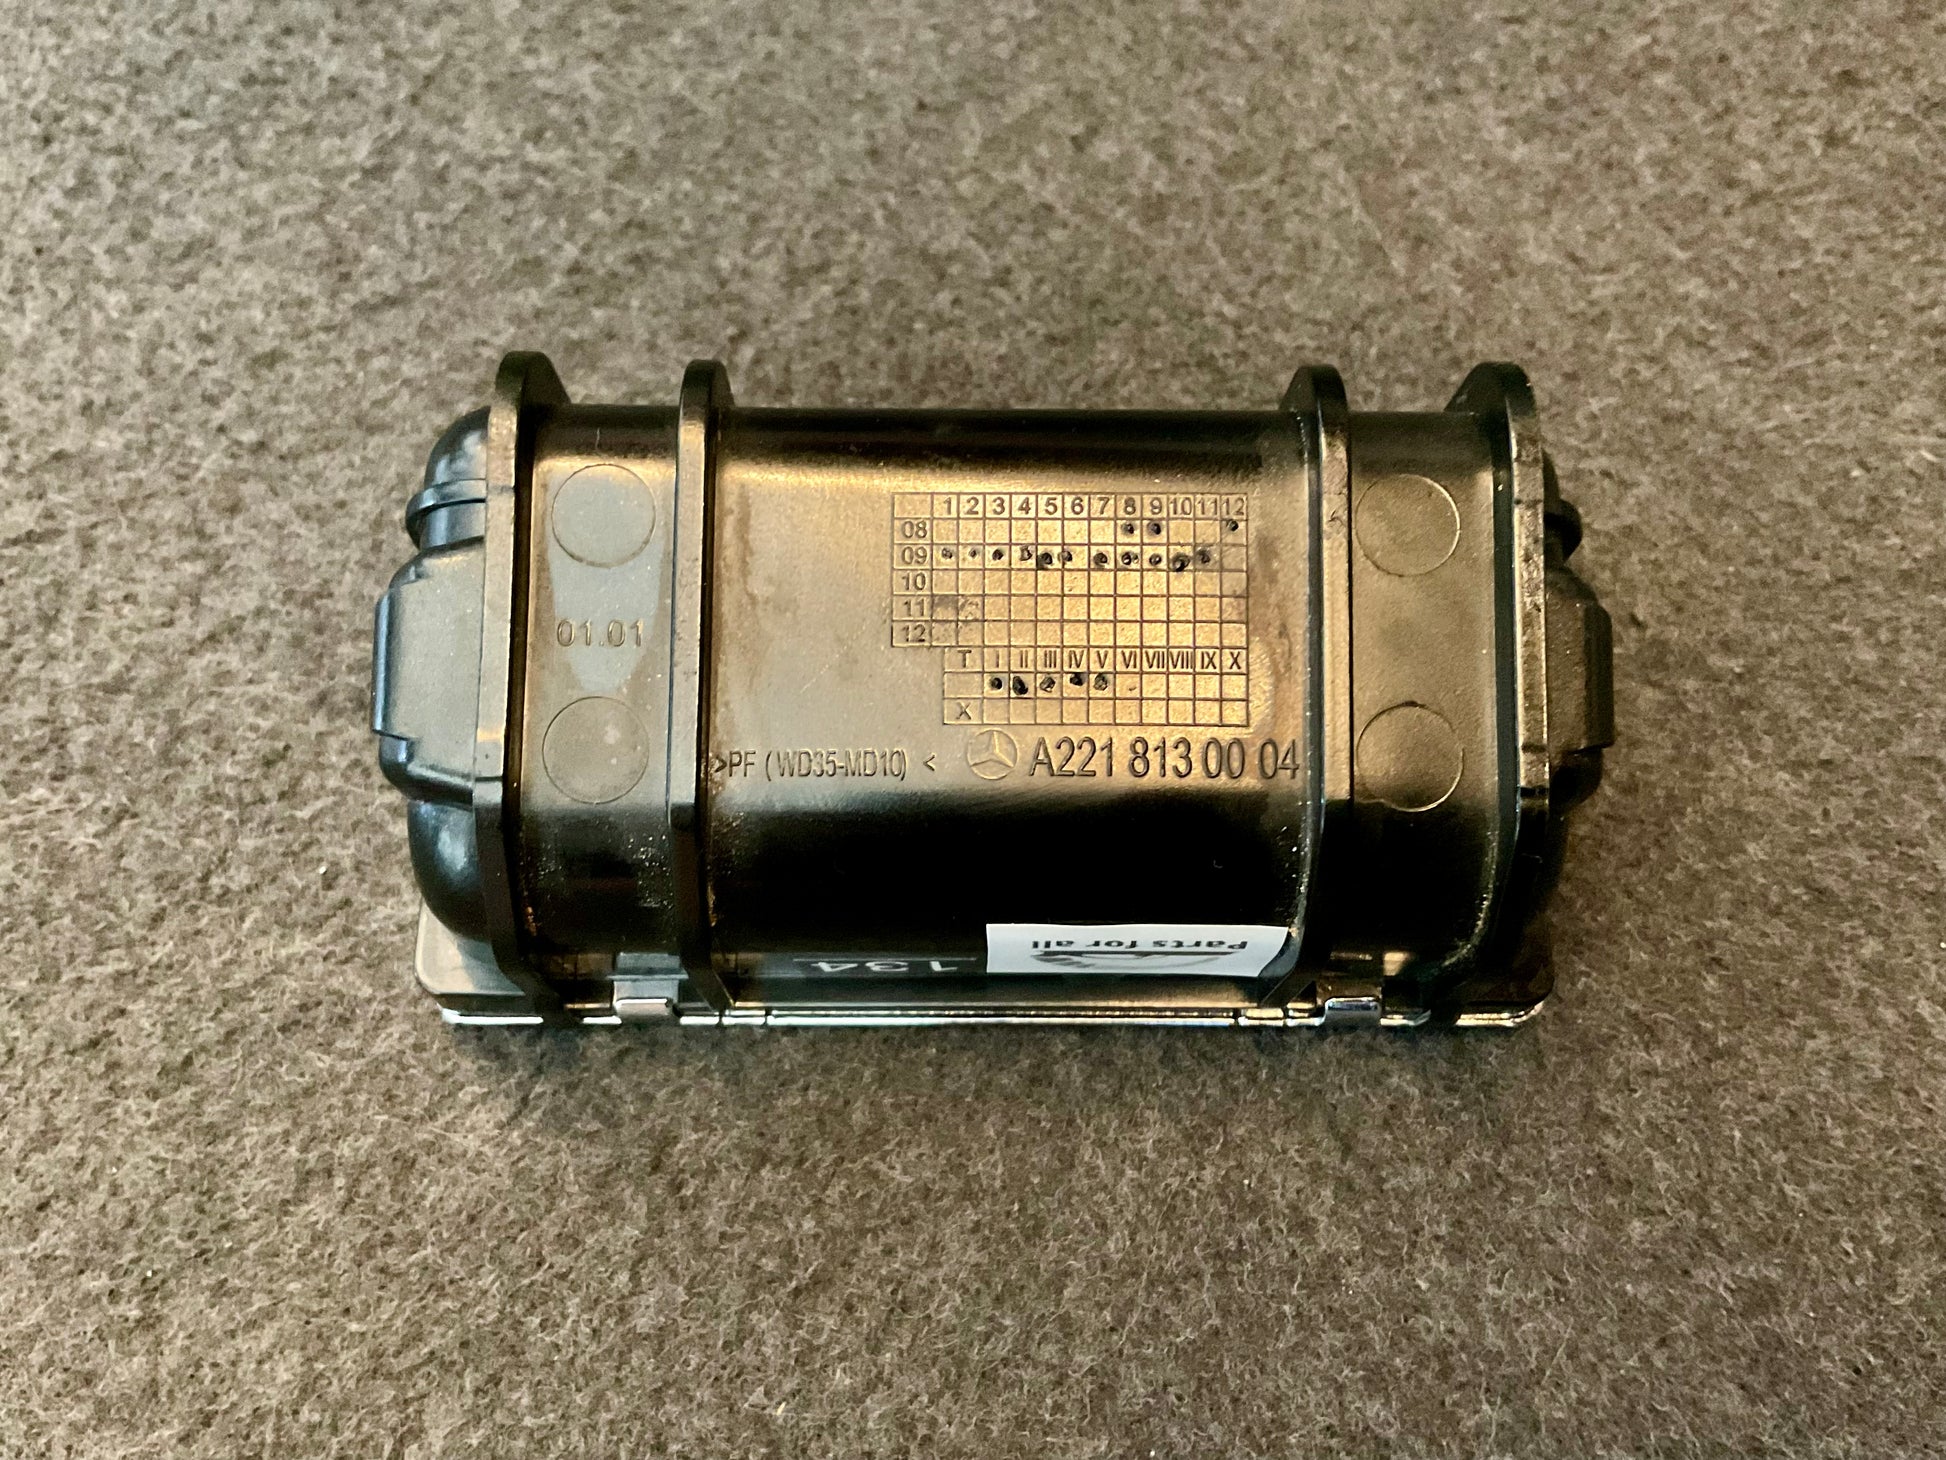 1 2 3 4 5 6 7 8 9 10 11 12
08
09
10
11
12
T I II III IV V VI VII VIII IX X
X
01.01
>PF (WD35-MD10) < A221 813 00 04
Parts for all
134